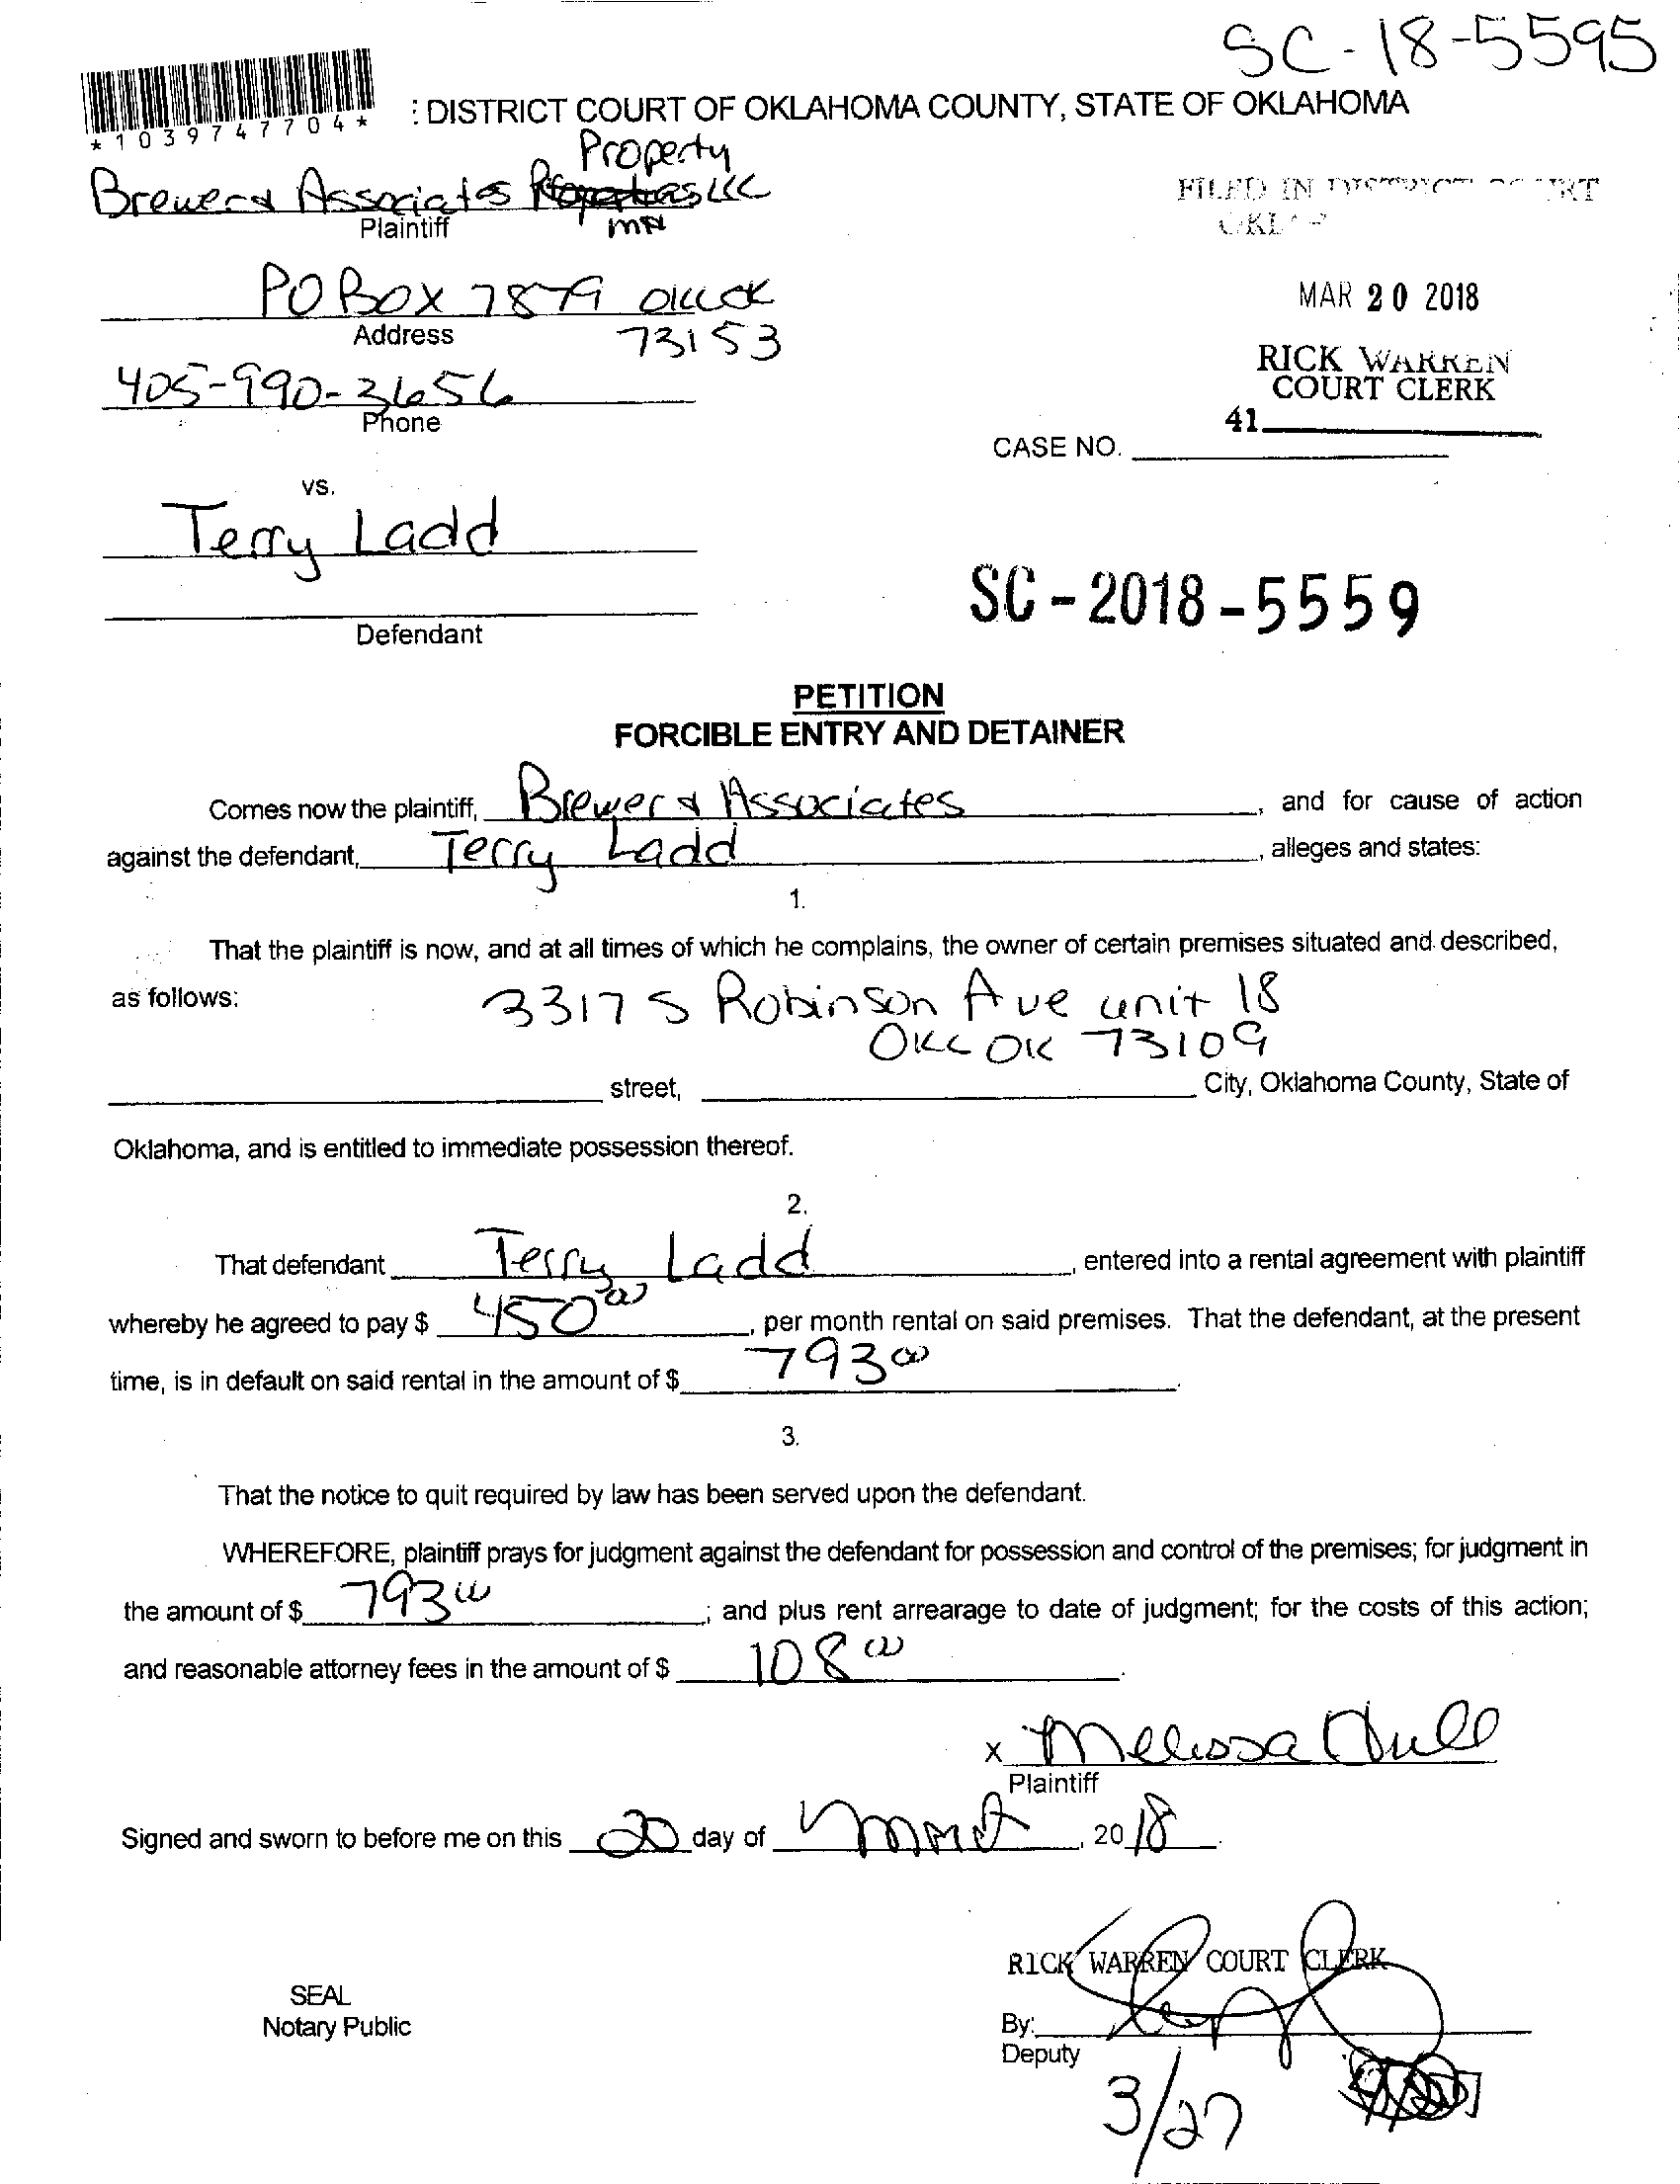 SC-18-5595
*1039747704*
: DISTRICT COURT OF OKLAHOMA COUNTY, STATE OF OKLAHOMA
Property
Brewer & Associates LLC
Plaintiff
FILED IN DISTRICT COURT
PO Box 7879 OKC OK
Address
73153
MAR 20 2018
405-990-3656
Phone
RICK WARREN
COURT CLERK
41
CASE NO.
vs.
Terry Ladd
Defendant
SC-2018-5559
PETITION
FORCIBLE ENTRY AND DETAINER
Comes now the plaintiff, Brewer & Associates, and for cause of action
against the defendant, Terry Ladd, alleges and states:
1.
That the plaintiff is now, and at all times of which he complains, the owner of certain premises situated and described,
as follows: 3317 S Robinson Ave unit 18
OKC OK 73109
street, City, Oklahoma County, State of
Oklahoma, and is entitled to immediate possession thereof.
2.
That defendant Terry Ladd, entered into a rental agreement with plaintiff
whereby he agreed to pay $ 450 00, per month rental on said premises. That the defendant, at the present
time, is in default on said rental in the amount of $ 793 00.
3.
That the notice to quit required by law has been served upon the defendant.
WHEREFORE, plaintiff prays for judgment against the defendant for possession and control of the premises; for judgment in
the amount of $ 793 00; and plus rent arrearage to date of judgment; for the costs of this action;
and reasonable attorney fees in the amount of $ 108 00.
x Melissa Hull
Plaintiff
Signed and sworn to before me on this 20 day of March, 2018.
RICK WARREN COURT CLERK
SEAL
Notary Public
By:
Deputy
3/27